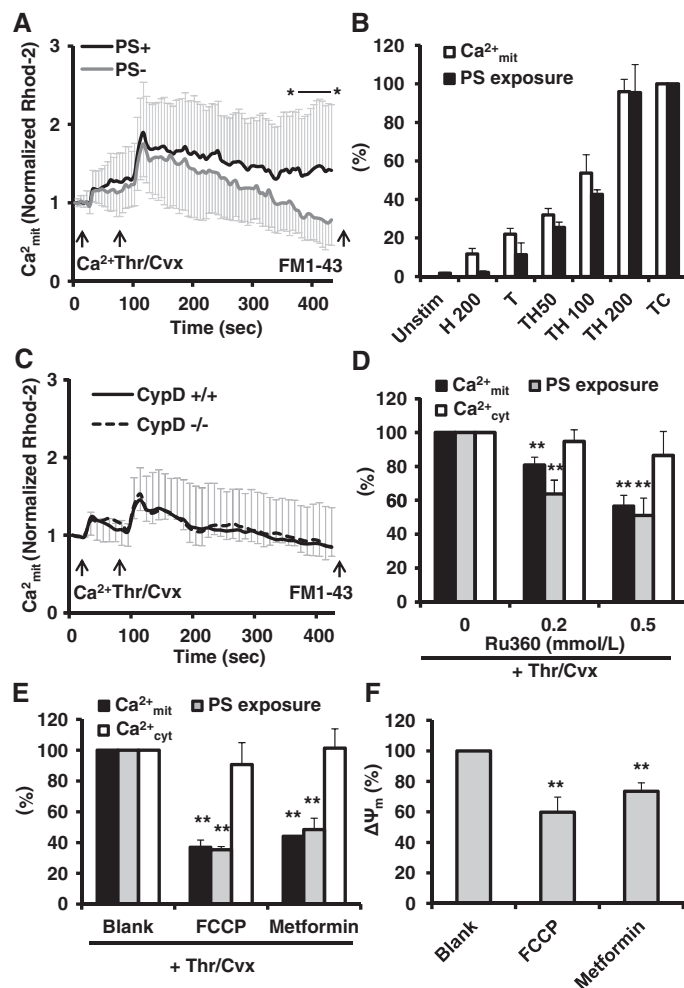 A
PS+
PS-
* *
3
2
1
0
Ca²mit (Normalized Rhod-2)
Ca²⁺Thr/Cvx
FM1-43
0 100 200 300 400
Time (sec)
B
Ca²⁺mit
PS exposure
120
100
80
60
40
20
0
(%)
Unstim
H 200
T
TH50
TH 100
TH 200
TC
C
CypD +/+
CypD -/-
3
2
1
0
Ca²mit (Normalized Rhod-2)
Ca²⁺Thr/Cvx
FM1-43
0 100 200 300 400
Time (sec)
D
Ca²⁺mit PS exposure
Ca²⁺cyt
120
100
80
60
40
20
0
(%)
** **
** **
0 0.2 0.5
Ru360 (mmol/L)
+ Thr/Cvx
E
Ca²⁺mit PS exposure
Ca²⁺cyt
120
100
80
60
40
20
0
(%)
** **
** **
Blank FCCP Metformin
+ Thr/Cvx
F
120
100
80
60
40
80
0
ΔΨm (%)
**
**
Blank
FCCP
Metformin